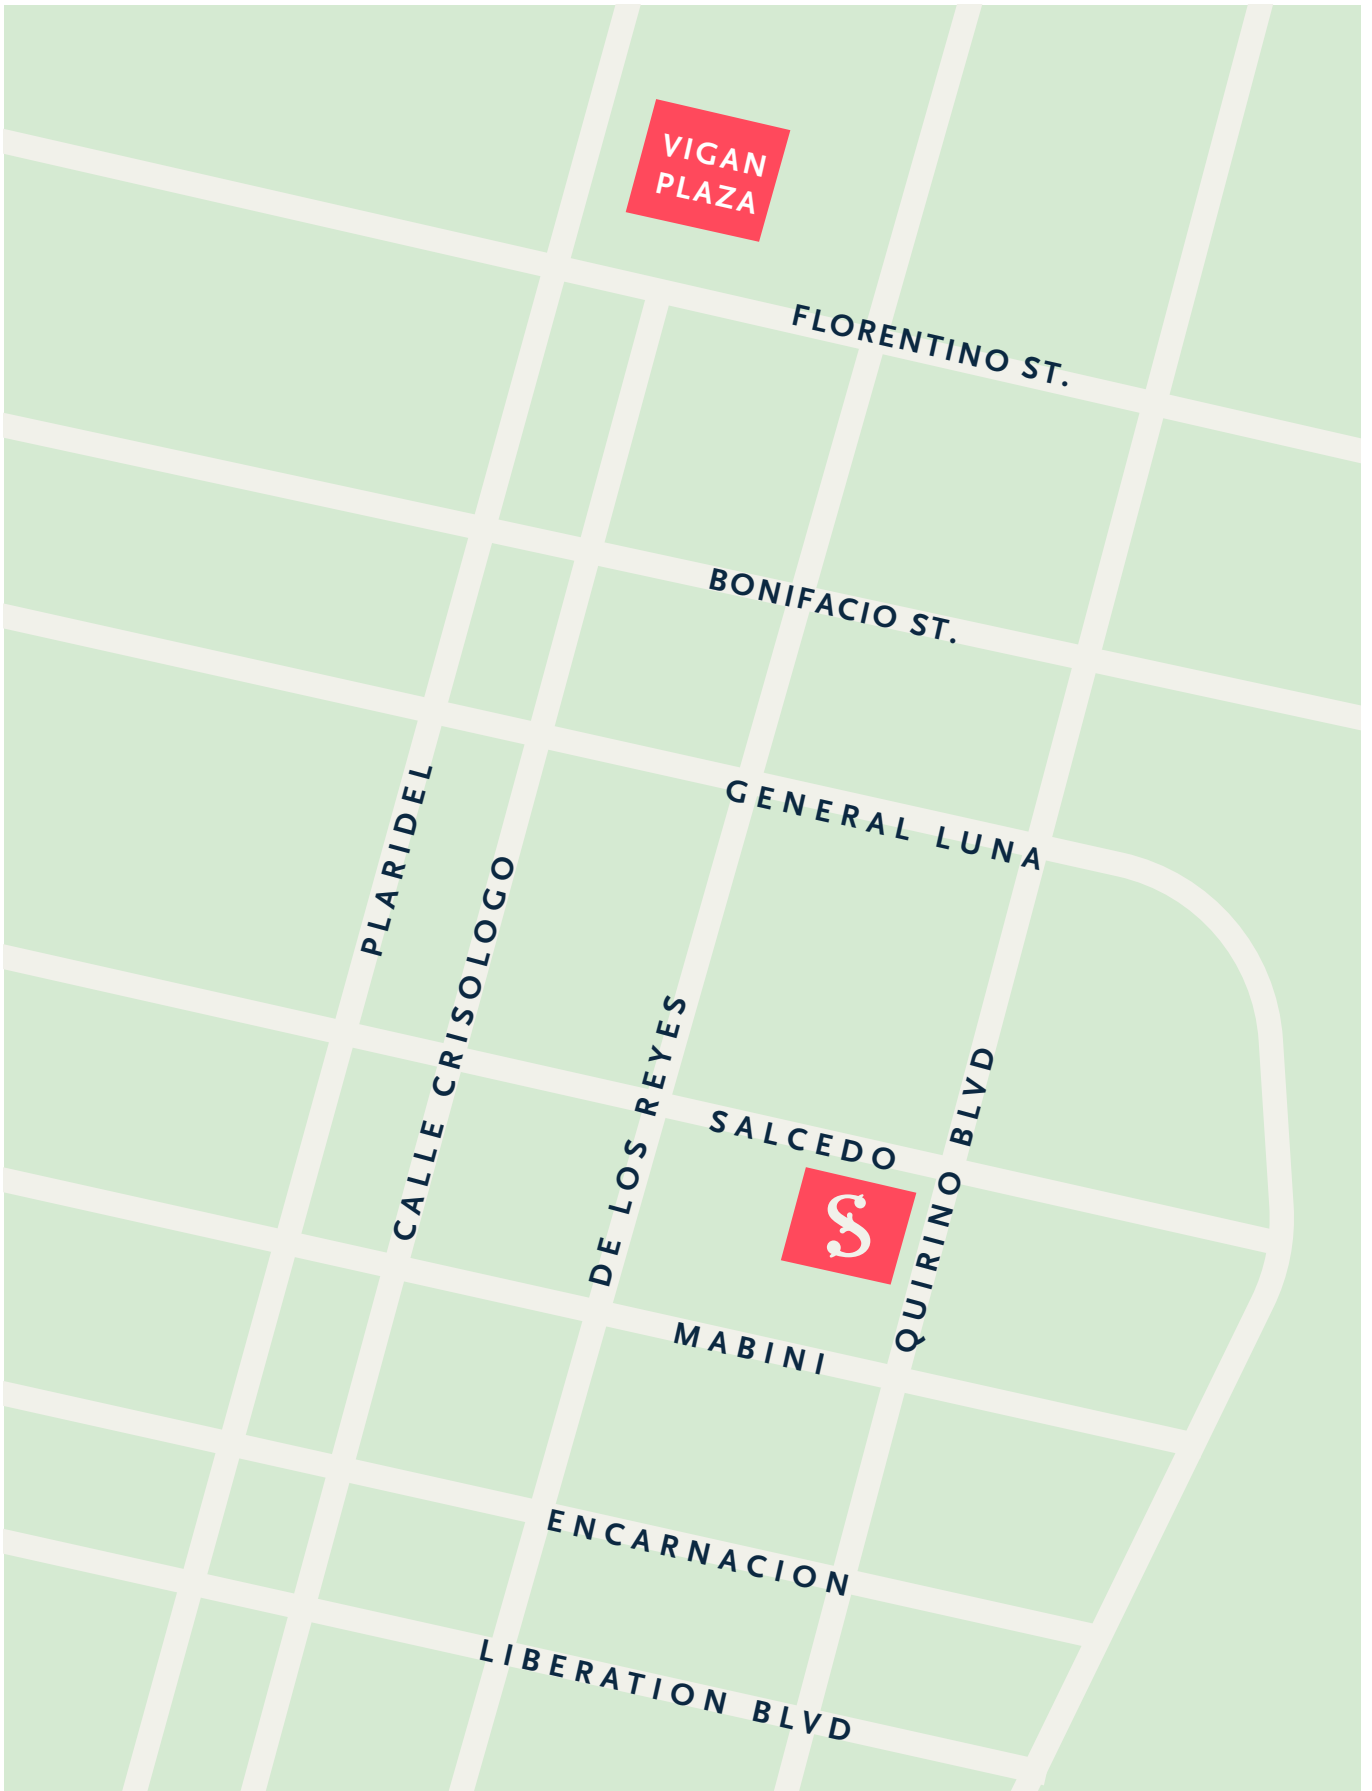 VIGAN
PLAZA
FLORENTINO ST.
BONIFACIO ST.
GENERAL LUNA
PLARIDEL
CALLE CRISOLOGO
DE LOS REYES
QUIRINO BLVD
SALCEDO
S
MABINI
ENCARNACION
LIBERATION BLVD